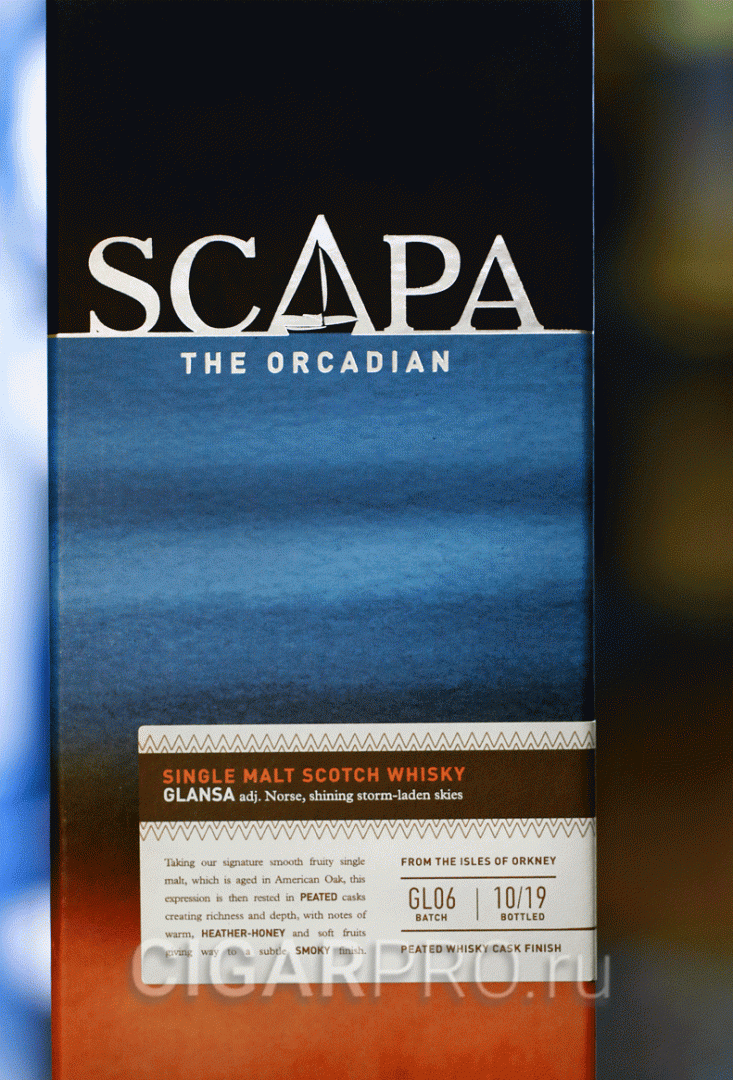 SCAPA
THE ORCADIAN
SINGLE MALT SCOTCH WHISKY
GLANSA adj. Norse, shining storm-laden skies
Taking our signature smooth fruity single
malt, which is aged in American Oak, this
expression is then rested in PEATED casks
creating richness and depth, with notes of
warm, HEATHER-HONEY and soft fruits
giving way to a subtle SMOKY finish.
FROM THE ISLES OF ORKNEY
GL06 | 10/19
BATCH BOTTLED
PEATED WHISKY CASK FINISH
CIGARPRO.ru